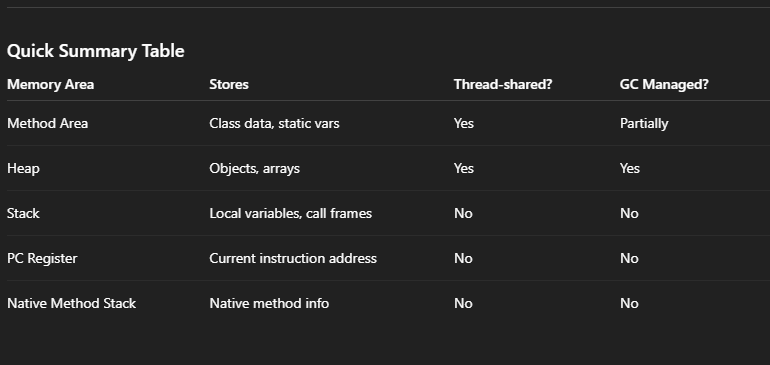 Quick Summary Table
Memory Area Stores Thread-shared? GC Managed?
Method Area Class data, static vars Yes Partially
Heap Objects, arrays Yes Yes
Stack Local variables, call frames No No
PC Register Current instruction address No No
Native Method Stack Native method info No No